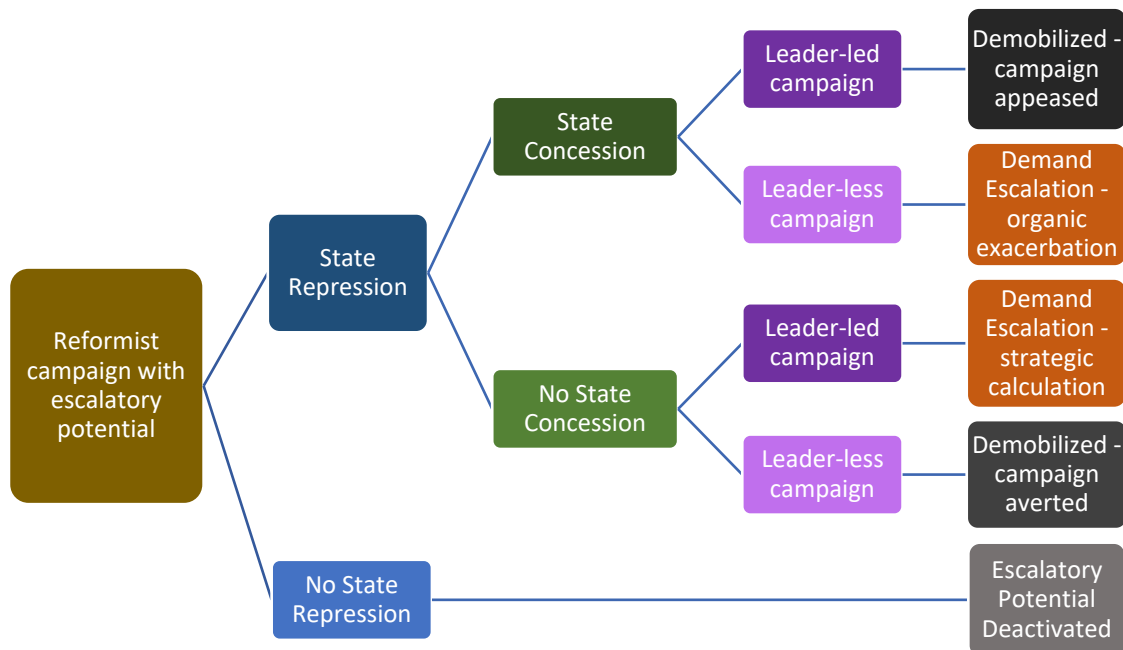 Reformist
campaign with
escalatory
potential
State
Repression
No State
Repression
State
Concession
No State
Concession
Leader-led
campaign
Leader-less
campaign
Leader-led
campaign
Leader-less
campaign
Demobilized -
campaign
appeased
Demand
Escalation -
organic
exacerbation
Demand
Escalation -
strategic
calculation
Demobilized -
campaign
averted
Escalatory
Potential
Deactivated